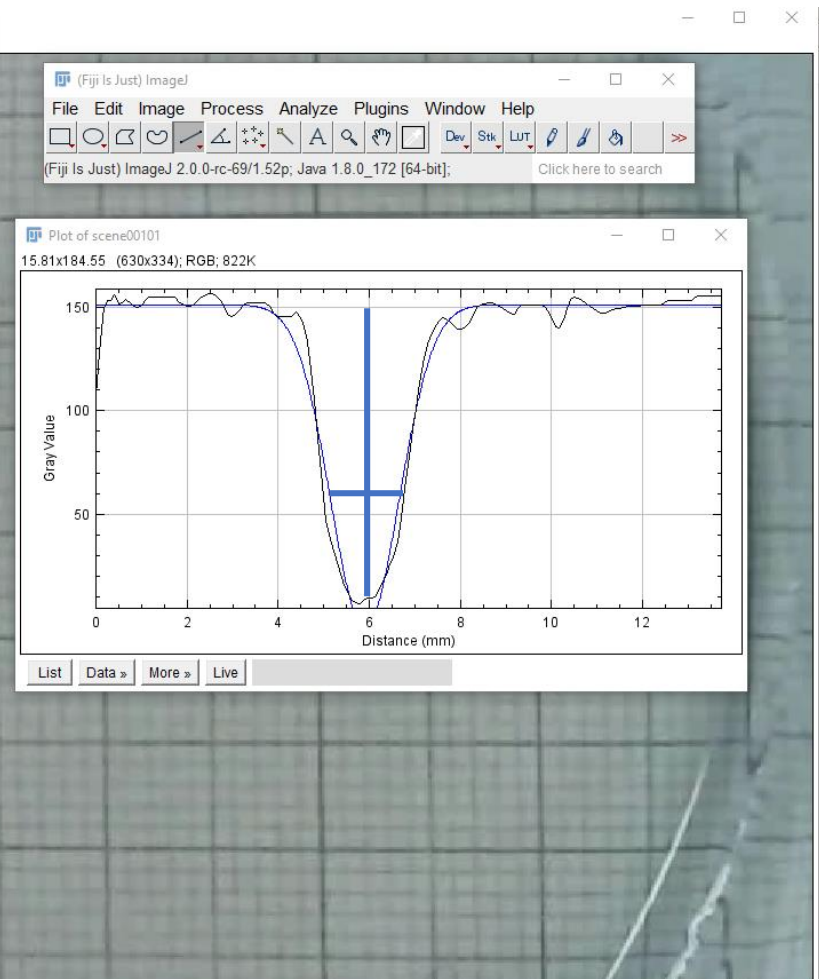 (Fiji Is Just) ImageJ
File Edit Image Process Analyze Plugins Window Help
Dev Stk LUT >>
(Fiji Is Just) ImageJ 2.0.0-rc-69/1.52p; Java 1.8.0_172 [64-bit]; Click here to search
Plot of scene00101
15.81x184.55 (630x334); RGB; 822K
150
100
50
Gray Value
0 2 4 6 8 10 12
Distance (mm)
List Data » More » Live